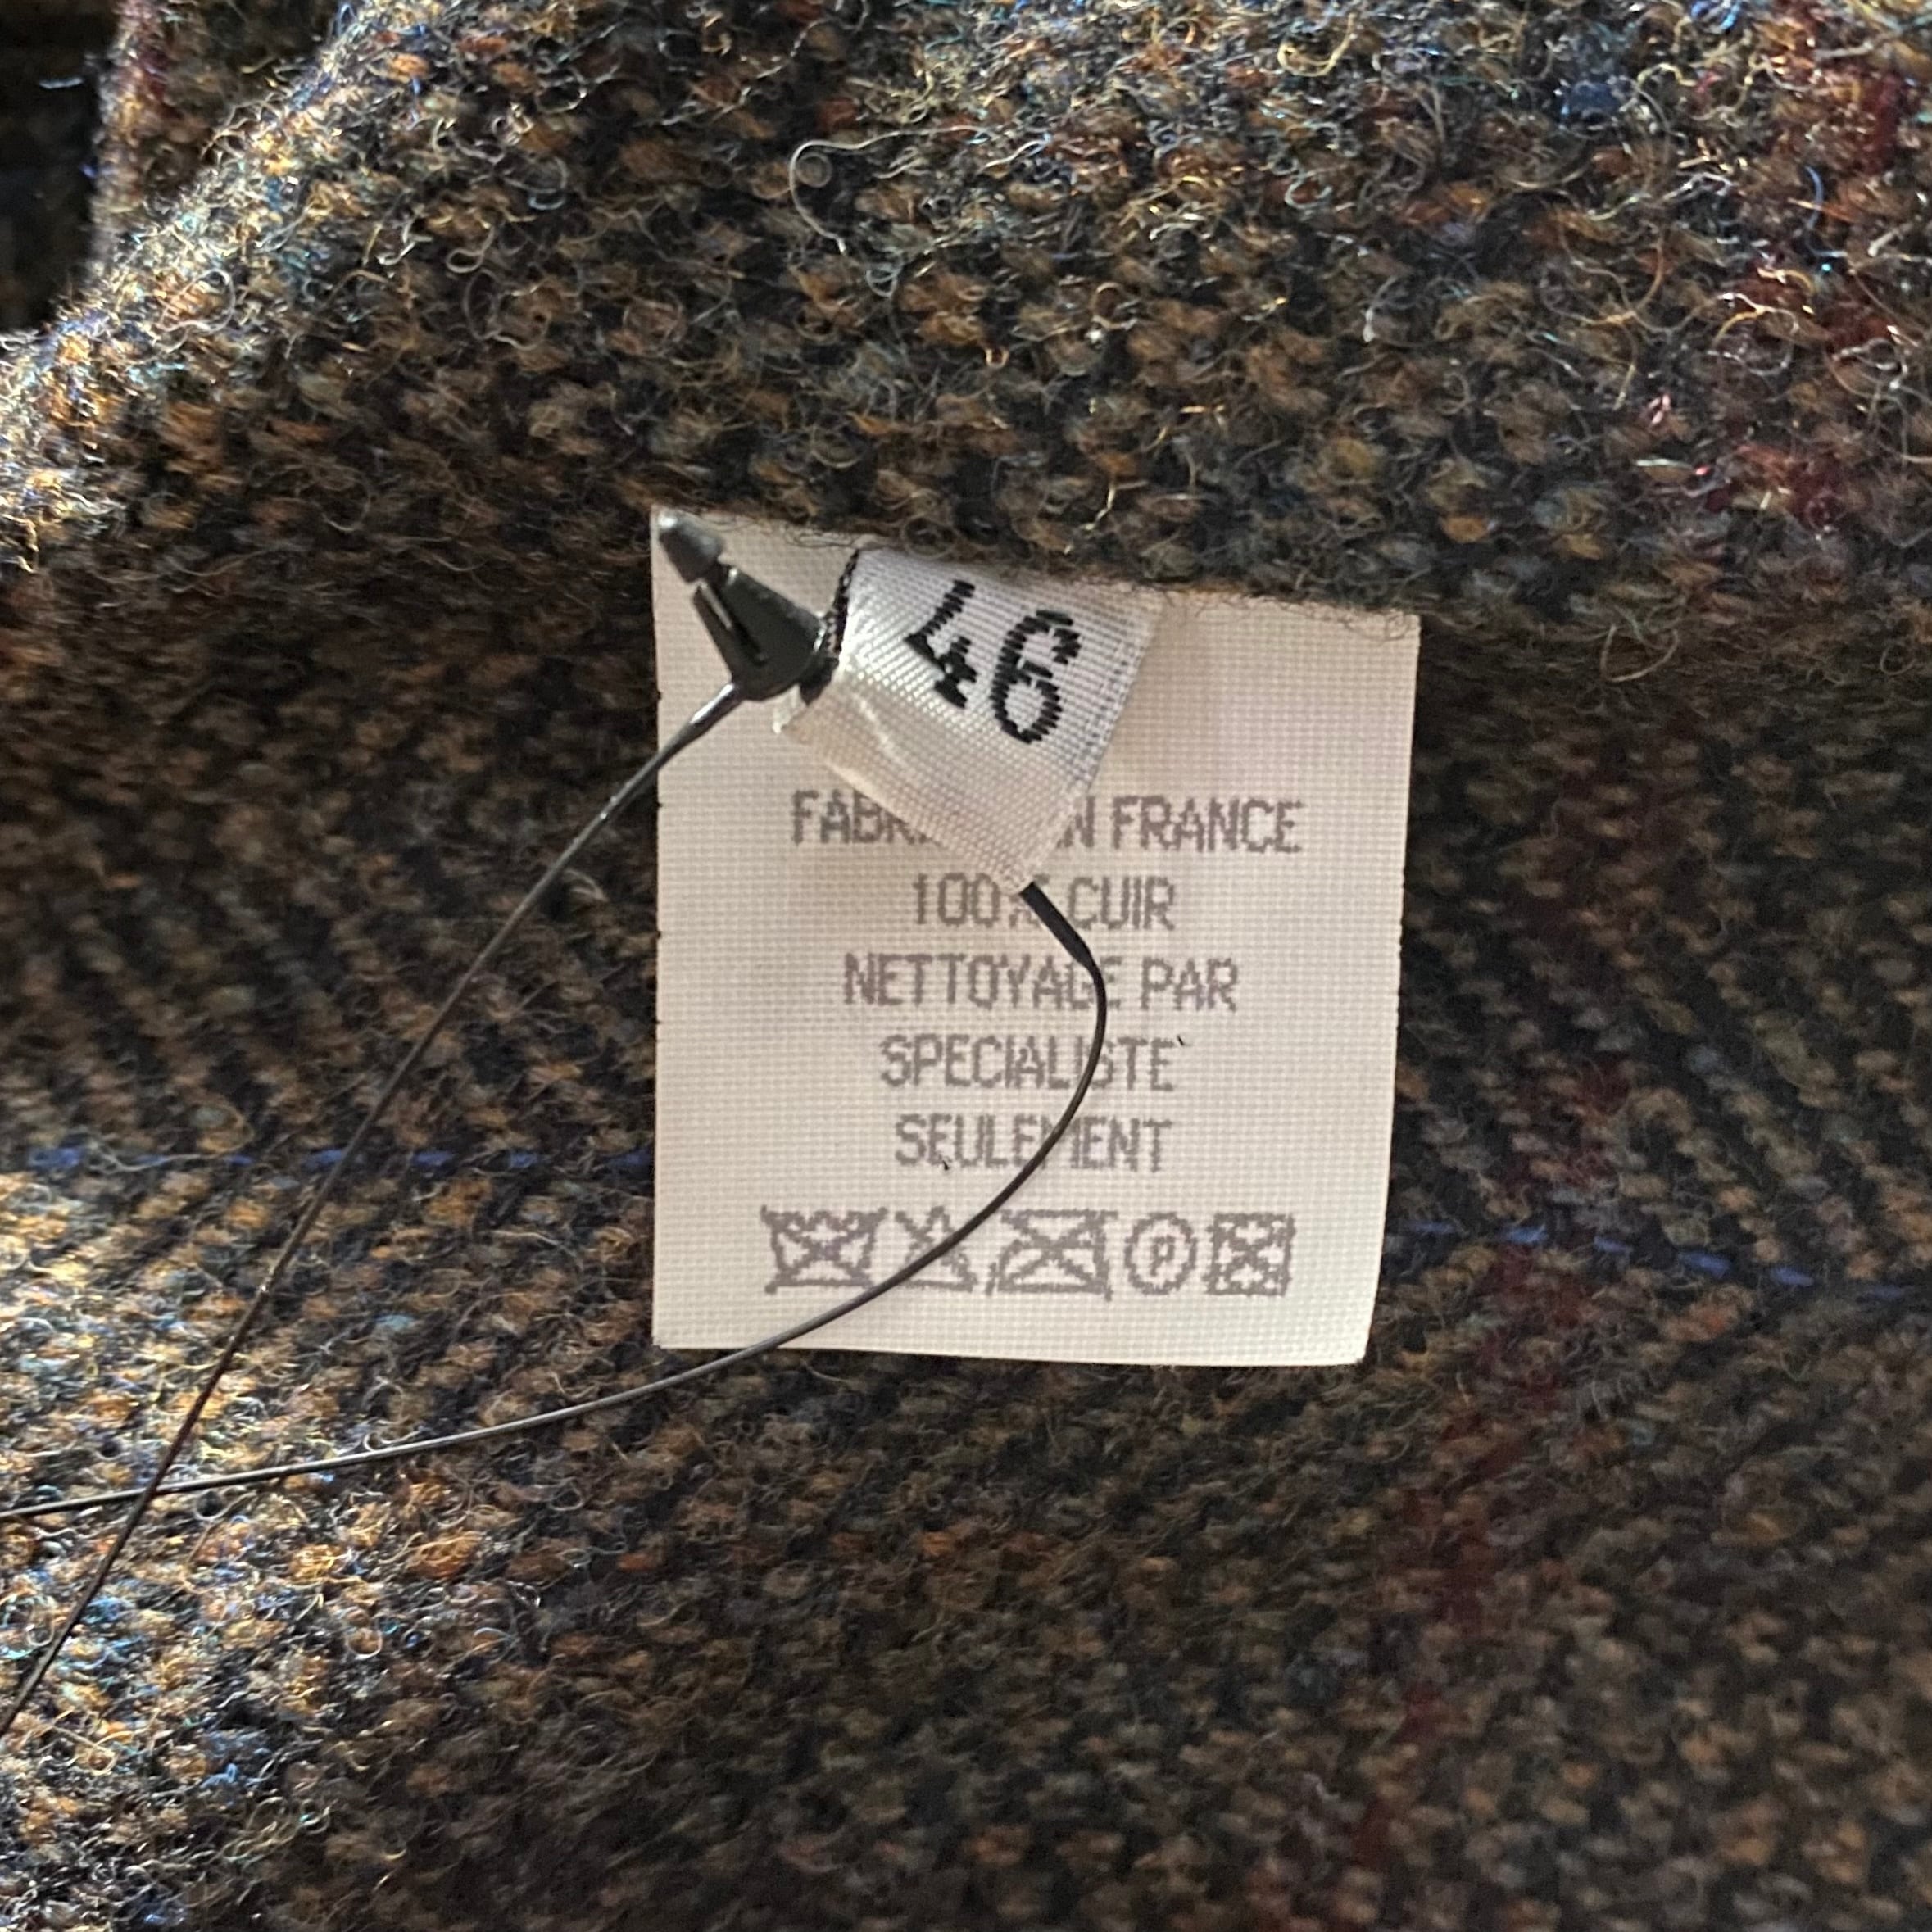 46
FRANCE
100% CUIR
NETTOYAGE PAR
SPECIALISTE
SEULEMENT
P